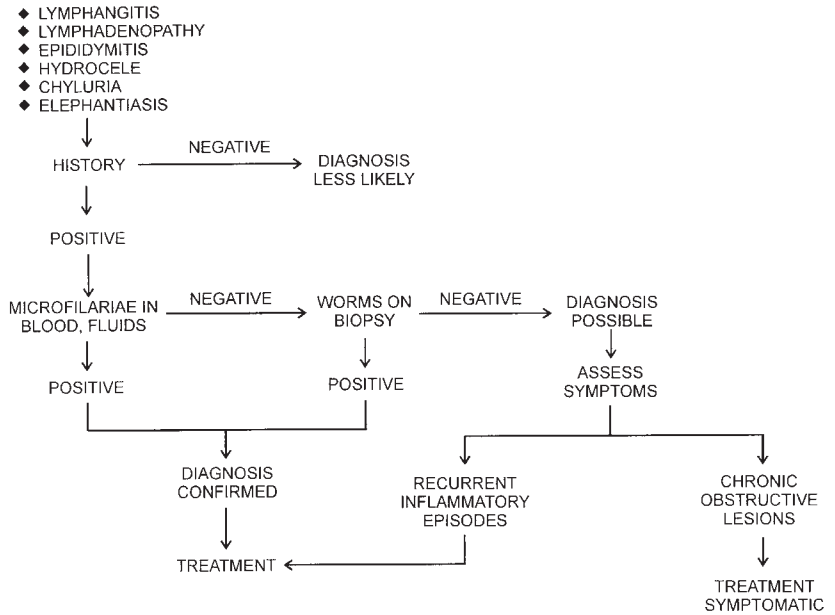 ◆ LYMPHANGITIS
◆ LYMPHADENOPATHY
◆ EPIDIDYMITIS
◆ HYDROCELE
◆ CHYLURIA
◆ ELEPHANTIASIS
HISTORY
NEGATIVE
DIAGNOSIS
LESS LIKELY
POSITIVE
MICROFILARIAE IN
BLOOD, FLUIDS
NEGATIVE
WORMS ON
BIOPSY
NEGATIVE
DIAGNOSIS
POSSIBLE
POSITIVE
POSITIVE
ASSESS
SYMPTOMS
DIAGNOSIS
CONFIRMED
RECURRENT
INFLAMMATORY
EPISODES
CHRONIC
OBSTRUCTIVE
LESIONS
TREATMENT
TREATMENT
SYMPTOMATIC